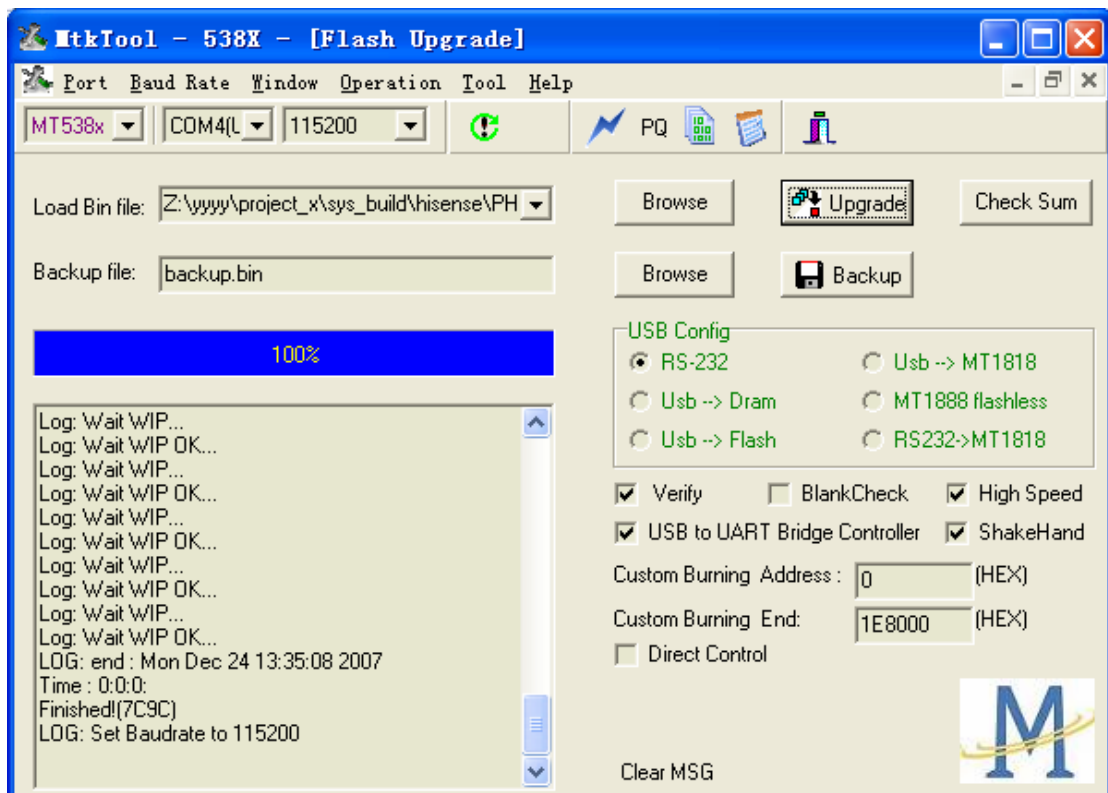 MtkTool - 538X - [Flash Upgrade]
Port Baud Rate Window Operation Tool Help
MT538x COM4(U 115200 PQ
Load Bin file: Z:\yyyy\project_x\sys_build\hisense\PH Browse Upgrade Check Sum
Backup file: backup.bin Browse Backup
100%
USB Config
RS-232 Usb --> MT1818
Usb --> Dram MT1888 flashless
Usb --> Flash RS232->MT1818
Verify BlankCheck High Speed
USB to UART Bridge Controller ShakeHand
Custom Burning Address : 0 (HEX)
Custom Burning End: 1E8000 (HEX)
Direct Control
Log: Wait WIP...
Log: Wait WIP OK...
Log: Wait WIP...
Log: Wait WIP OK...
Log: Wait WIP...
Log: Wait WIP OK...
Log: Wait WIP...
Log: Wait WIP OK...
Log: Wait WIP...
Log: Wait WIP OK...
LOG: end : Mon Dec 24 13:35:08 2007
Time : 0:0:0:
Finished!(7C9C)
LOG: Set Baudrate to 115200
Clear MSG
M